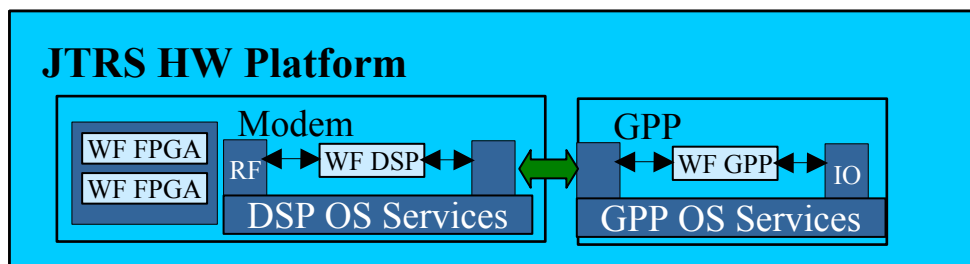 JTRS HW Platform
Modem
GPP
WF FPGA
WF FPGA
RF
WF DSP
WF GPP
IO
DSP OS Services
GPP OS Services